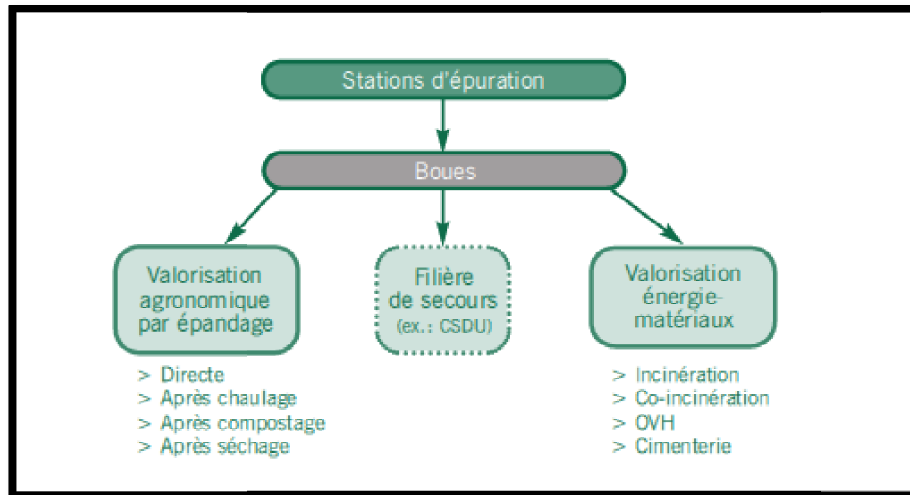 Stations d'épuration
Boues
Valorisation
agronomique
par épandage
> Directe
> Après chaulage
> Après compostage
> Après séchage
Filière
de secours
(ex.: CSDU)
Valorisation
énergie-
matériaux
> Incinération
> Co-incinération
> OVH
> Cimenterie